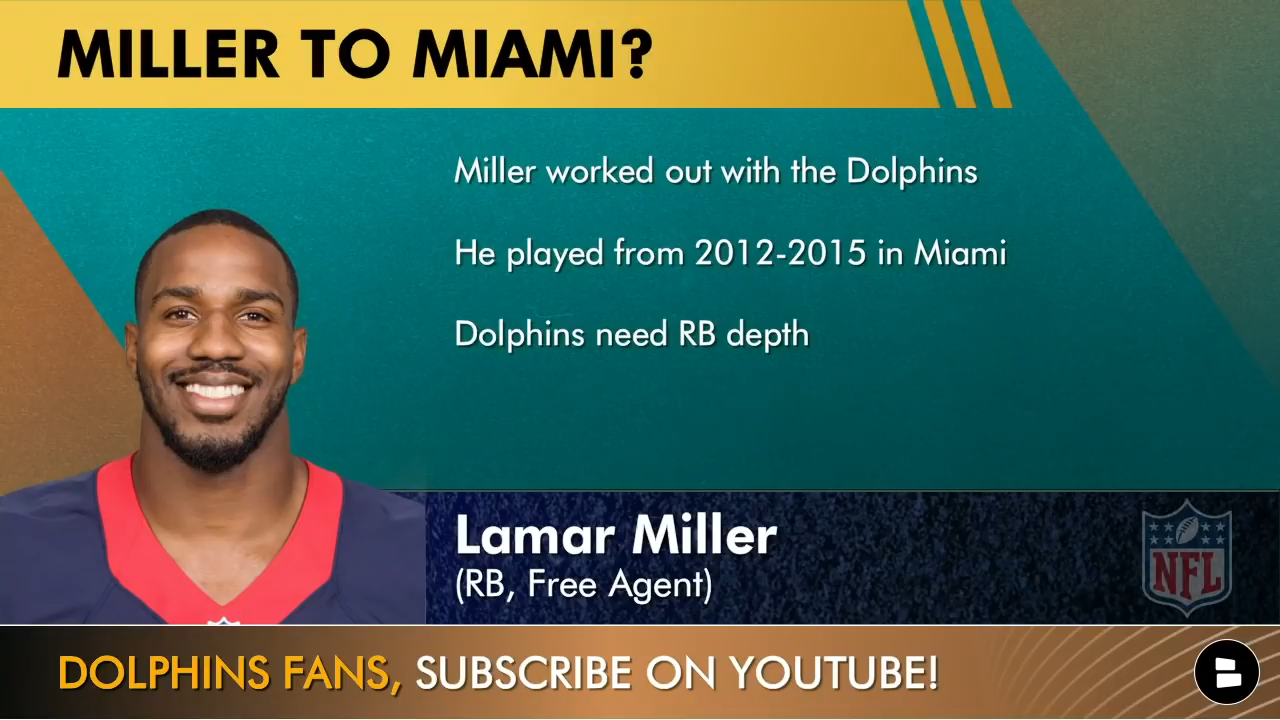 MILLER TO MIAMI?
Miller worked out with the Dolphins
He played from 2012-2015 in Miami
Dolphins need RB depth
Lamar Miller
(RB, Free Agent)
NFL
DOLPHINS FANS, SUBSCRIBE ON YOUTUBE!